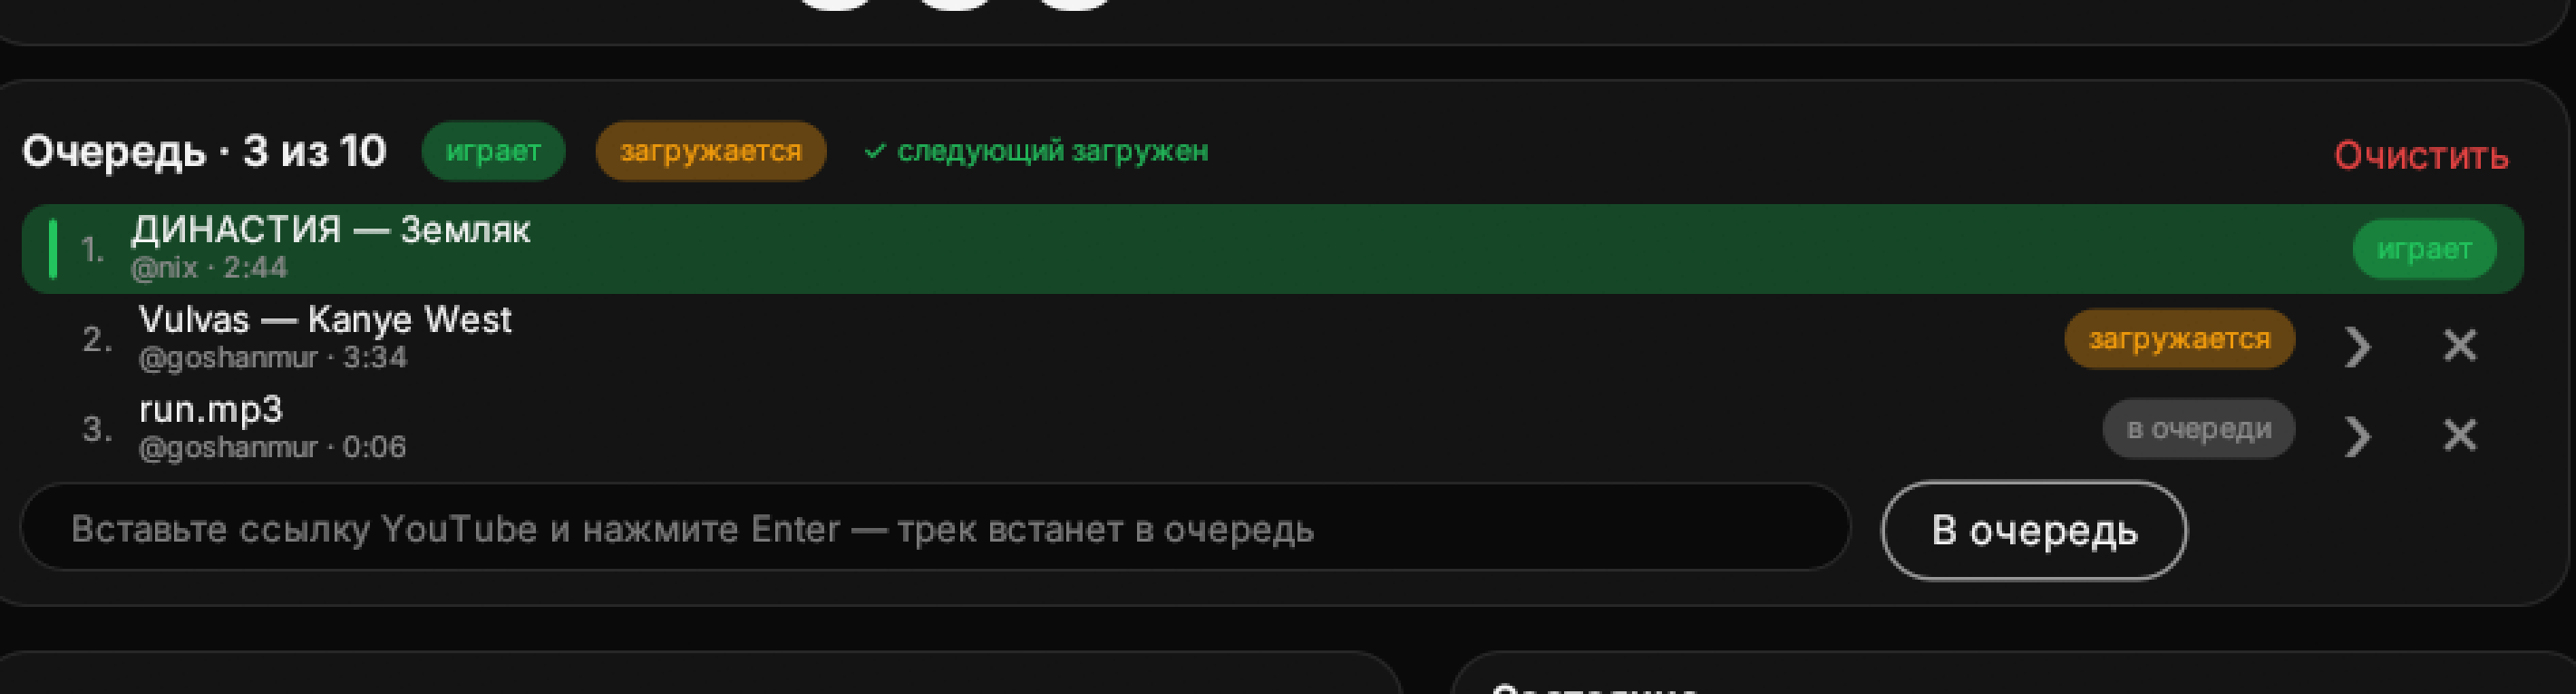 Очередь · 3 из 10 играет загружается ✓ следующий загружен Очистить
1. ДИНАСТИЯ — Земляк играет
@nix · 2:44
2. Vulvas — Kanye West загружается
@goshanmur · 3:34
3. run.mp3 в очереди
@goshanmur · 0:06
Вставьте ссылку YouTube и нажмите Enter — трек встанет в очередь В очередь